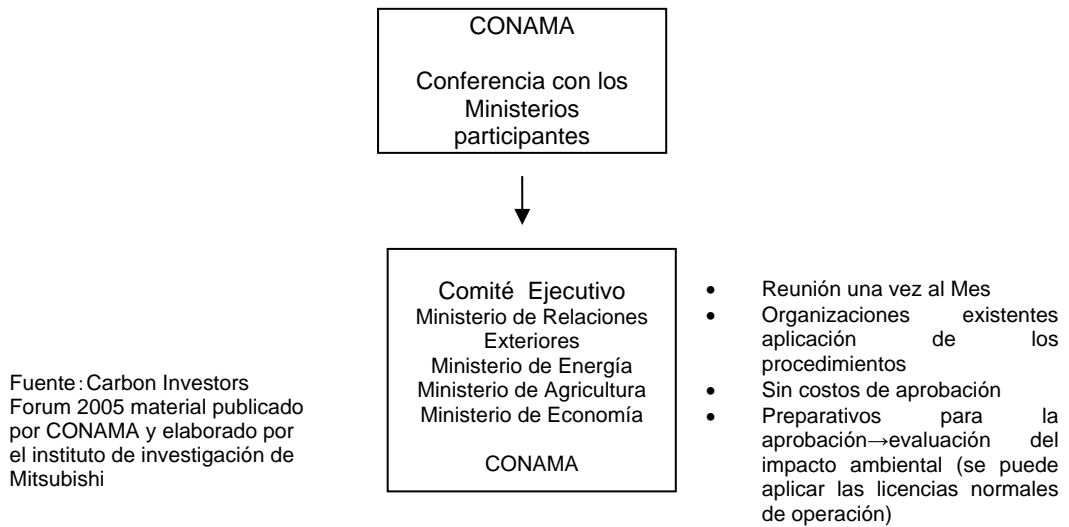 CONAMA
Conferencia con los
Ministerios
participantes
Comité Ejecutivo
Ministerio de Relaciones
Exteriores
Ministerio de Energía
Ministerio de Agricultura
Ministerio de Economía
CONAMA
• Reunión una vez al Mes
• Organizaciones existentes
aplicación de los
procedimientos
• Sin costos de aprobación
• Preparativos para la
aprobación→evaluación del
impacto ambiental (se puede
aplicar las licencias normales
de operación)
Fuente:Carbon Investors
Forum 2005 material publicado
por CONAMA y elaborado por
el instituto de investigación de
Mitsubishi